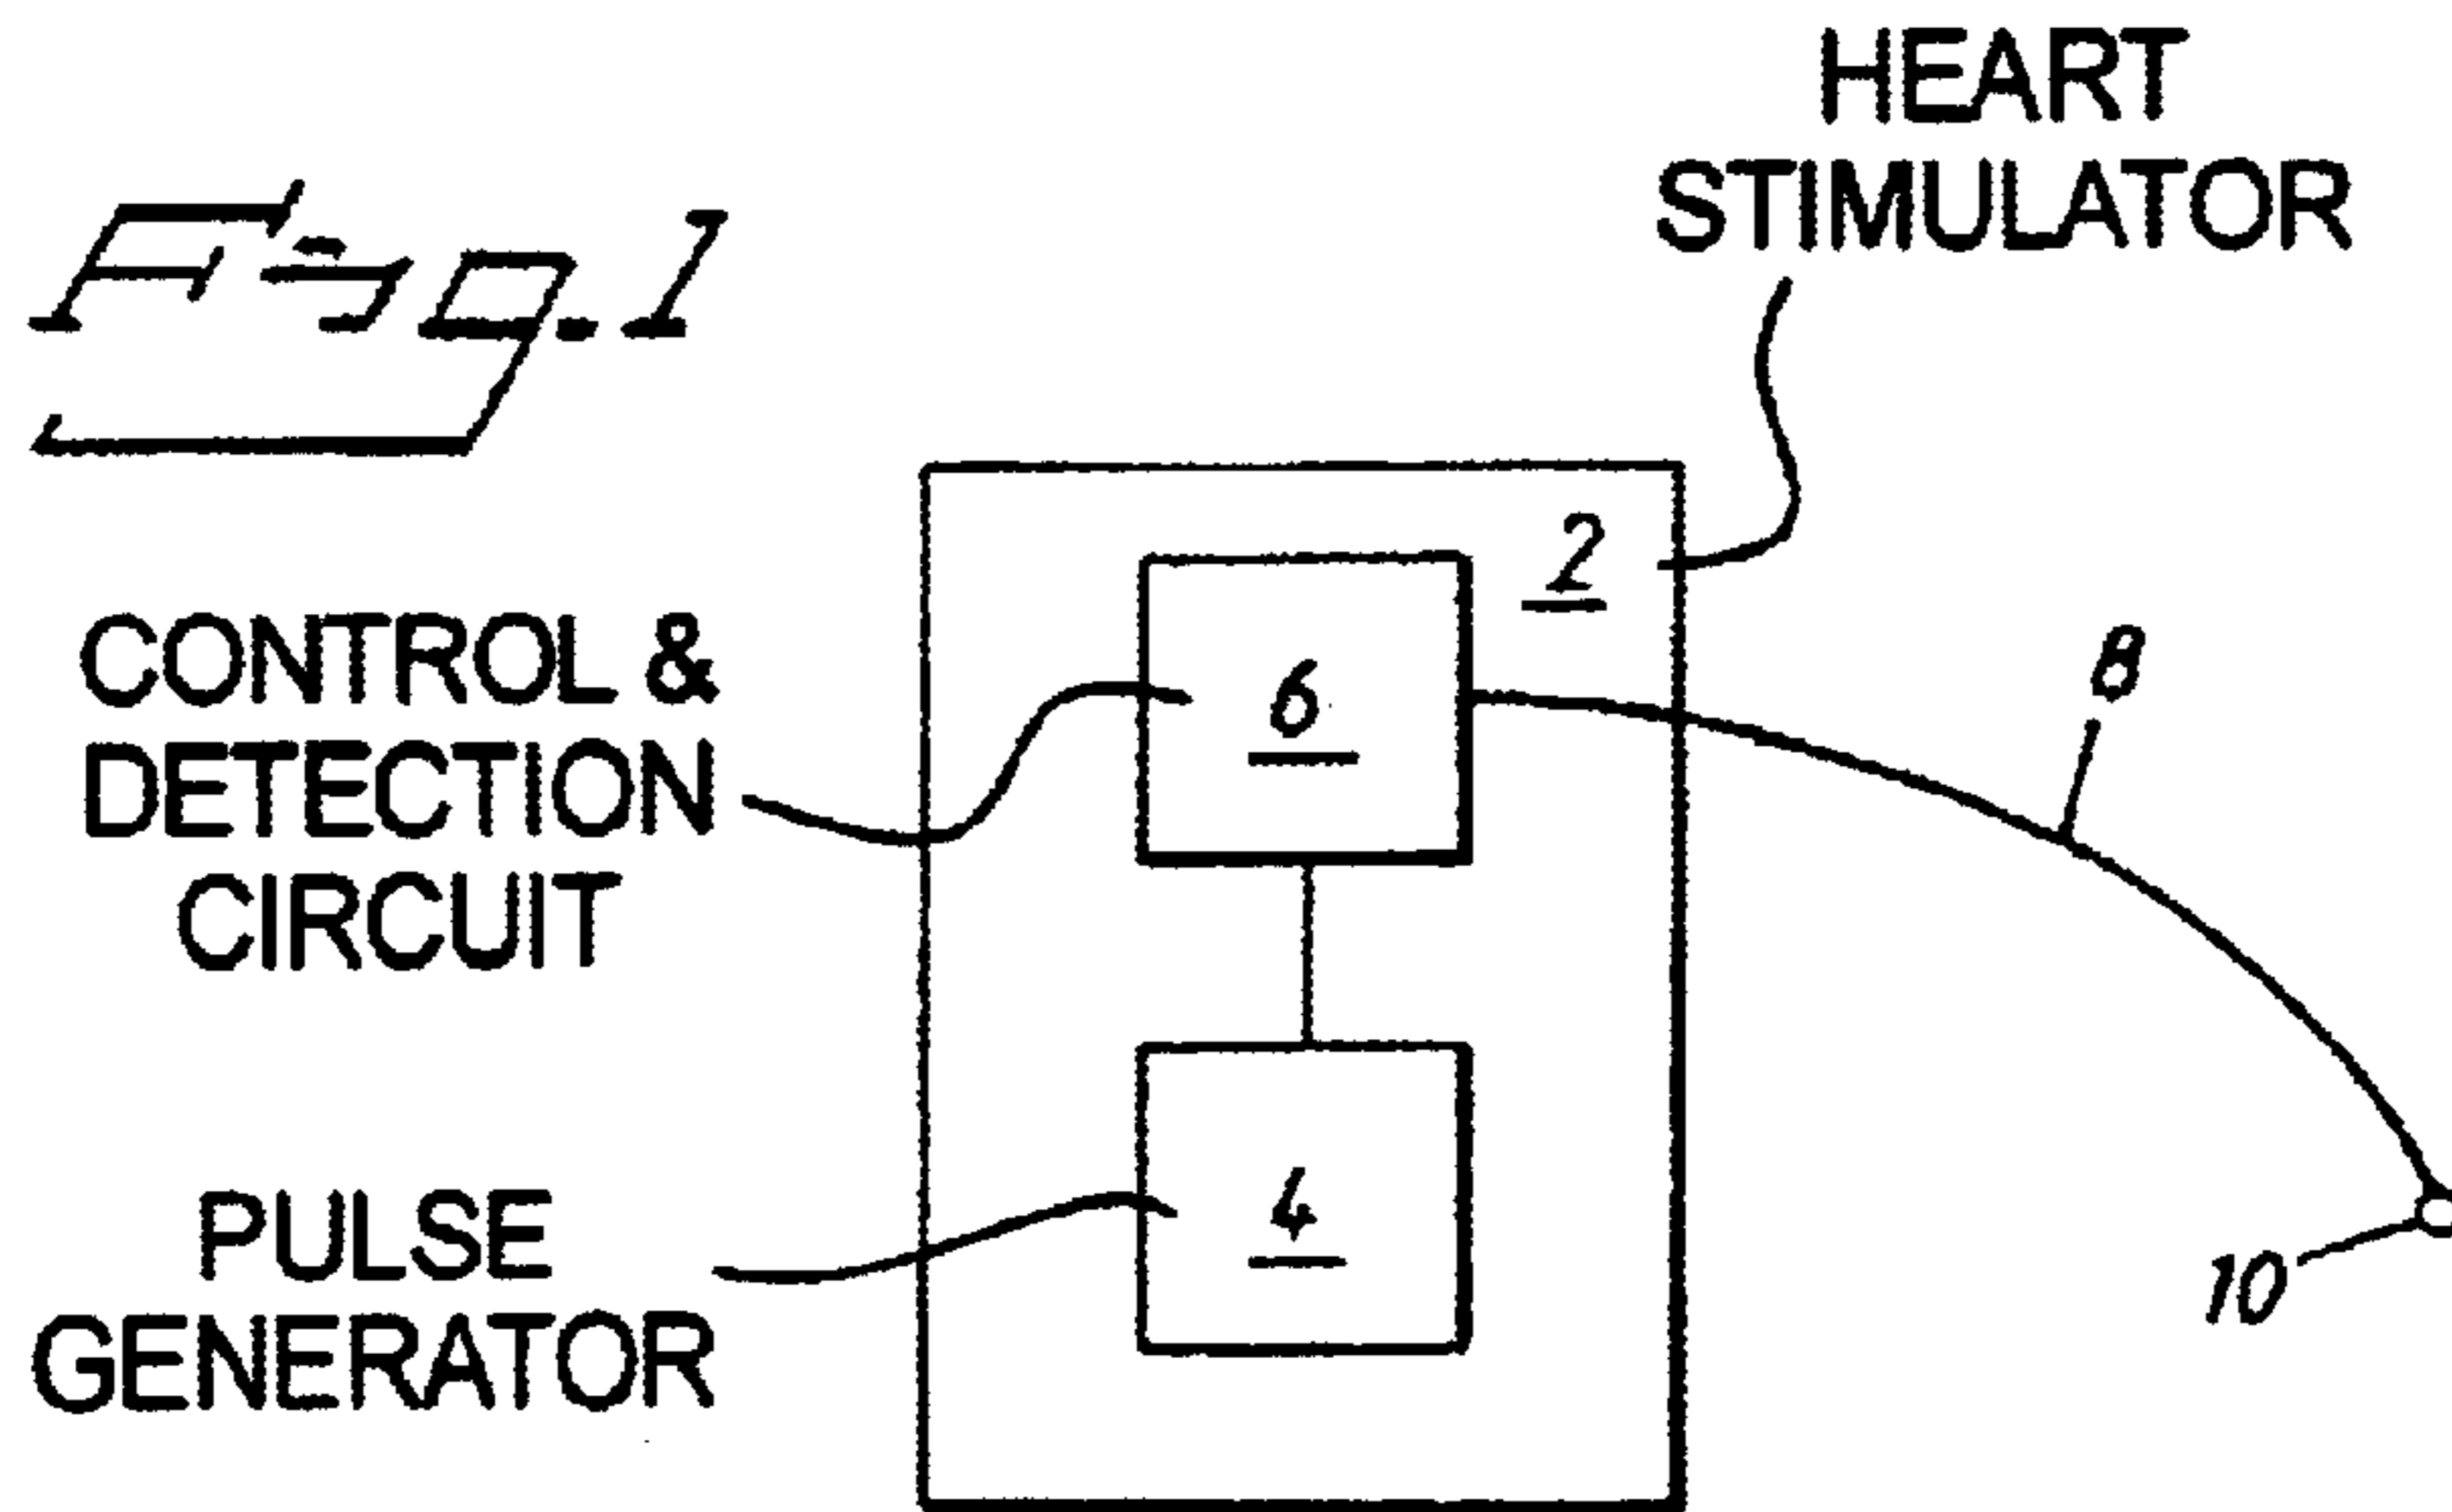 Fig. 1
HEART
STIMULATOR
2
CONTROL &
DETECTION
CIRCUIT
6
8
PULSE
GENERATOR
4
10